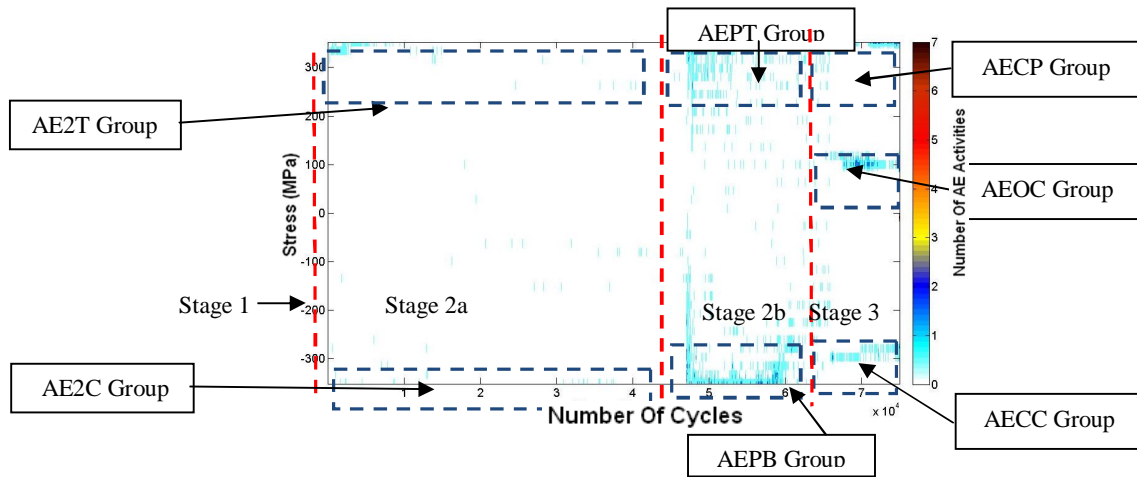 AEPT Group
AECP Group
AE2T Group
AEOC Group
AE2C Group
AECC Group
AEPB Group
Stage 1
Stage 2a
Stage 2b
Stage 3
Stress (MPa)
300
200
100
0
-100
-200
-300
1
2
3
4
5
6
7
x 10⁴
Number Of Cycles
7
6
5
4
3
2
1
0
Number Of AE Activities